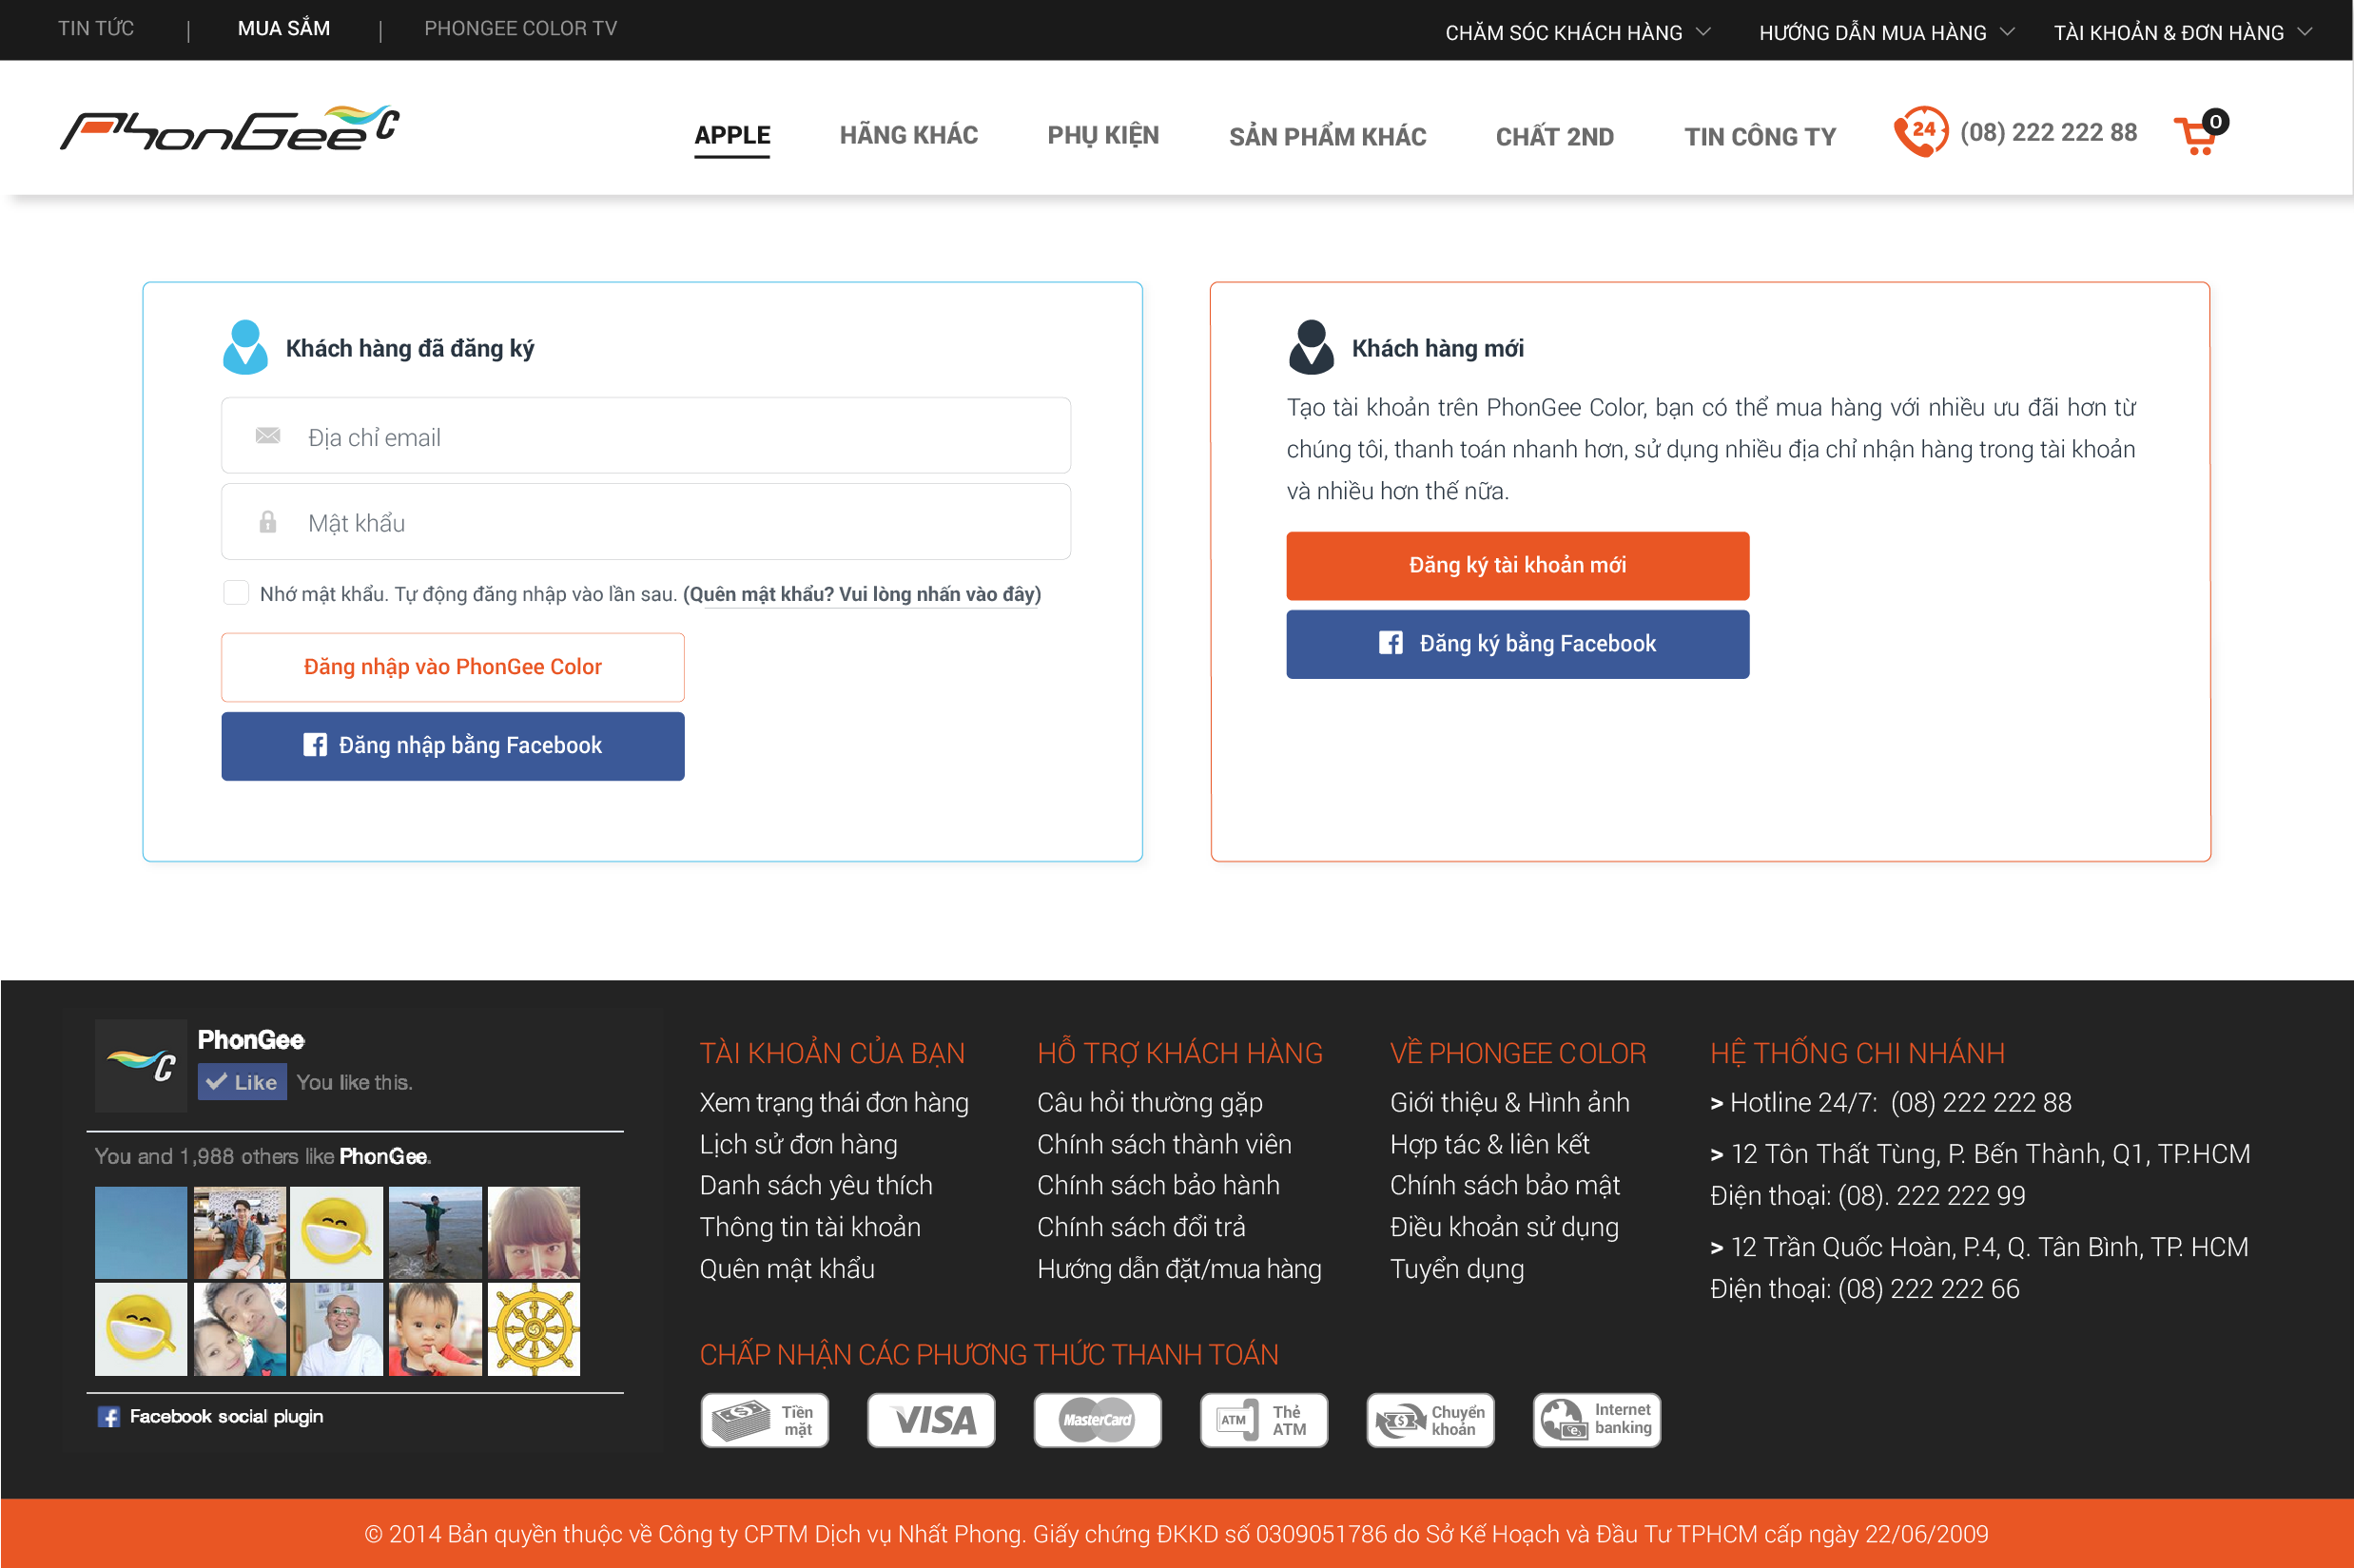 TIN TỨC | MUA SẮM | PHONGEE COLOR TV
CHĂM SÓC KHÁCH HÀNG HƯỚNG DẪN MUA HÀNG TÀI KHOẢN & ĐƠN HÀNG
PhonGee C
APPLE HÃNG KHÁC PHỤ KIỆN SẢN PHẨM KHÁC CHẤT 2ND TIN CÔNG TY 24 (08) 222 222 88 0
Khách hàng đã đăng ký
Địa chỉ email
Mật khẩu
Nhớ mật khẩu. Tự động đăng nhập vào lần sau. (Quên mật khẩu? Vui lòng nhấn vào đây)
Đăng nhập vào PhonGee Color
Đăng nhập bằng Facebook
Khách hàng mới
Tạo tài khoản trên PhonGee Color, bạn có thể mua hàng với nhiều ưu đãi hơn từ
chúng tôi, thanh toán nhanh hơn, sử dụng nhiều địa chỉ nhận hàng trong tài khoản
và nhiều hơn thế nữa.
Đăng ký tài khoản mới
Đăng ký bằng Facebook
C
PhonGee
Like You like this.
You and 1,988 others like PhonGee.
Facebook social plugin
TÀI KHOẢN CỦA BẠN
Xem trạng thái đơn hàng
Lịch sử đơn hàng
Danh sách yêu thích
Thông tin tài khoản
Quên mật khẩu
HỖ TRỢ KHÁCH HÀNG
Câu hỏi thường gặp
Chính sách thành viên
Chính sách bảo hành
Chính sách đổi trả
Hướng dẫn đặt/mua hàng
VỀ PHONGEE COLOR
Giới thiệu & Hình ảnh
Hợp tác & liên kết
Chính sách bảo mật
Điều khoản sử dụng
Tuyển dụng
HỆ THỐNG CHI NHÁNH
> Hotline 24/7: (08) 222 222 88
> 12 Tôn Thất Tùng, P. Bến Thành, Q1, TP.HCM
Điện thoại: (08). 222 222 99
> 12 Trần Quốc Hoàn, P.4, Q. Tân Bình, TP. HCM
Điện thoại: (08) 222 222 66
CHẤP NHẬN CÁC PHƯƠNG THỨC THANH TOÁN
Tiền
mặt
VISA
MasterCard
ATM
Thẻ
ATM
Chuyển
khoản
Internet
banking
© 2014 Bản quyền thuộc về Công ty CPTM Dịch vụ Nhất Phong. Giấy chứng ĐKKD số 0309051786 do Sở Kế Hoạch và Đầu Tư TPHCM cấp ngày 22/06/2009